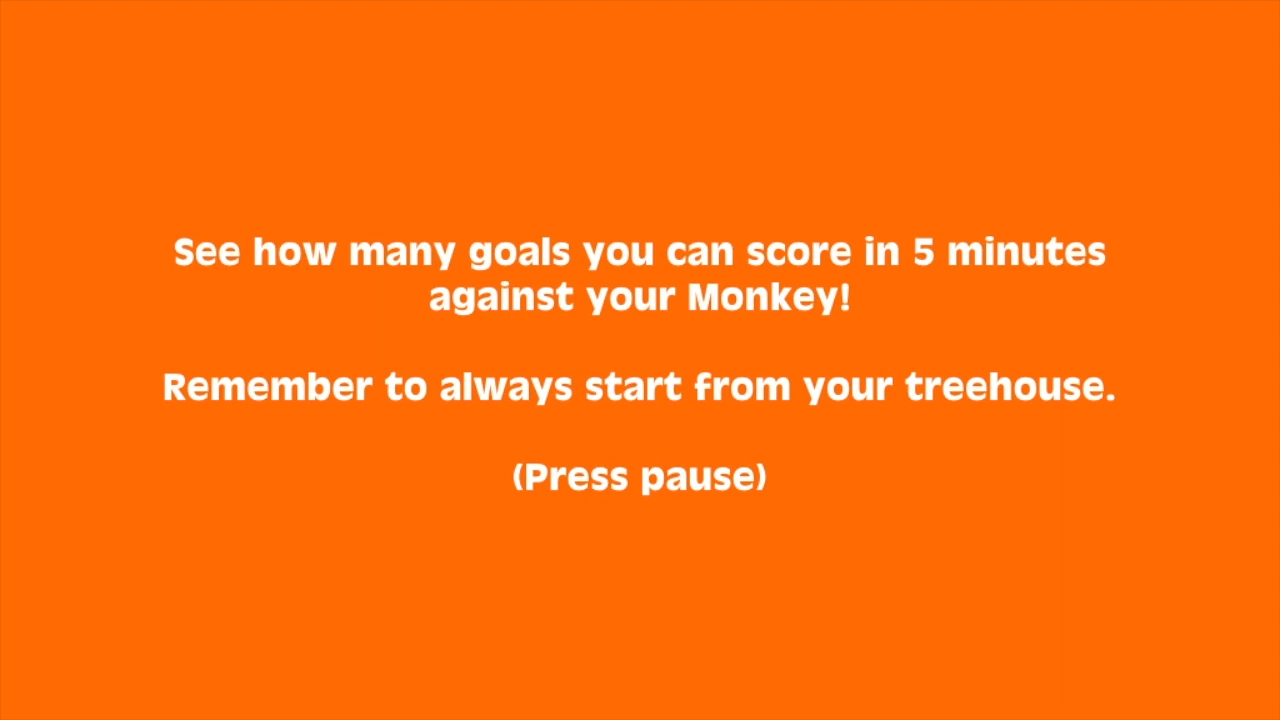 See how many goals you can score in 5 minutes
against your Monkey!
Remember to always start from your treehouse.
(Press pause)